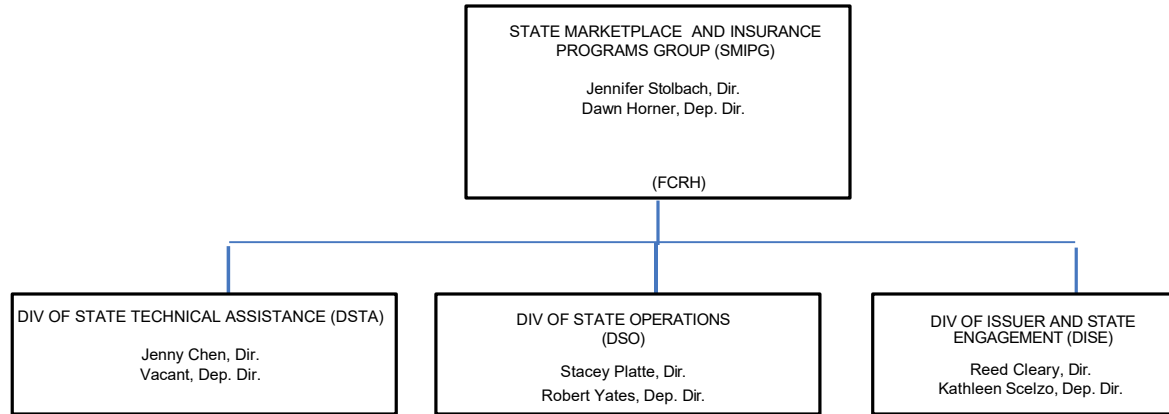 STATE MARKETPLACE AND INSURANCE
PROGRAMS GROUP (SMIPG)
Jennifer Stolbach, Dir.
Dawn Horner, Dep. Dir.
(FCRH)
DIV OF STATE TECHNICAL ASSISTANCE (DSTA)
Jenny Chen, Dir.
Vacant, Dep. Dir.
DIV OF STATE OPERATIONS
(DSO)
Stacey Platte, Dir.
Robert Yates, Dep. Dir.
DIV OF ISSUER AND STATE
ENGAGEMENT (DISE)
Reed Cleary, Dir.
Kathleen Scelzo, Dep. Dir.